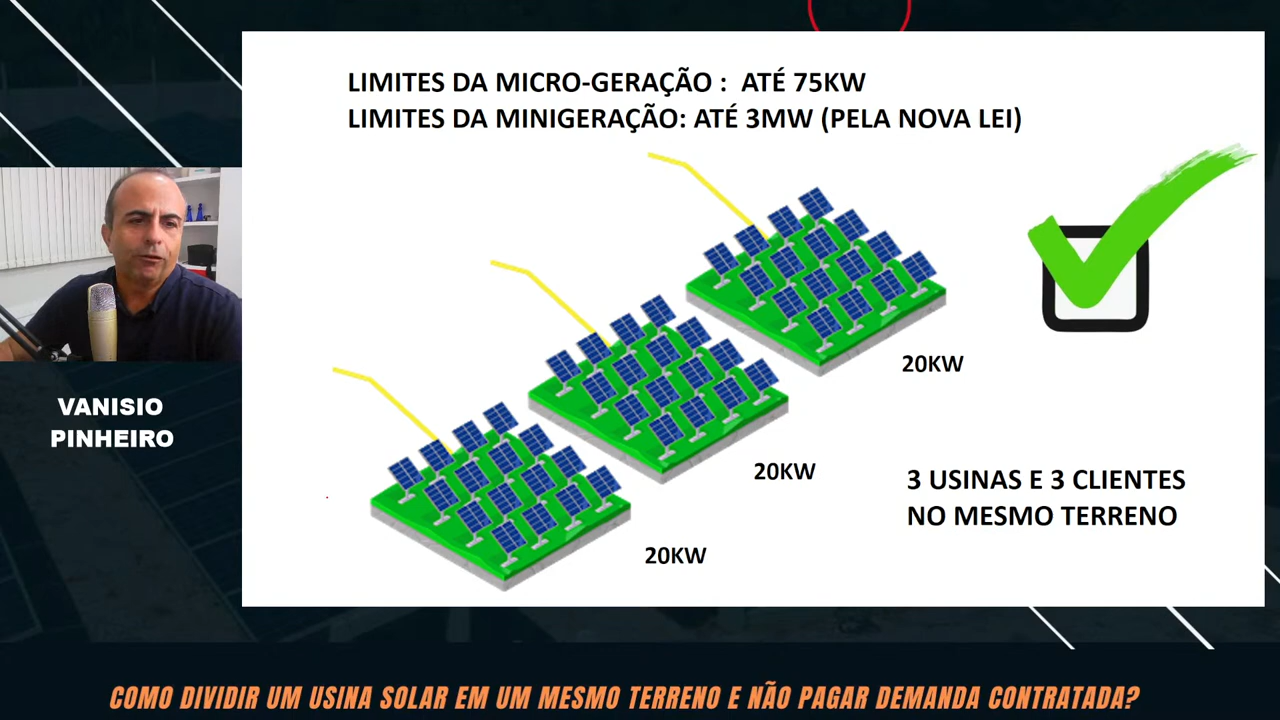 LIMITES DA MICRO-GERAÇÃO : ATÉ 75KW
LIMITES DA MINIGERAÇÃO: ATÉ 3MW (PELA NOVA LEI)
20KW
20KW
20KW
3 USINAS E 3 CLIENTES
NO MESMO TERRENO
VANISIO
PINHEIRO
COMO DIVIDIR UM USINA SOLAR EM UM MESMO TERRENO E NÃO PAGAR DEMANDA CONTRATADA?